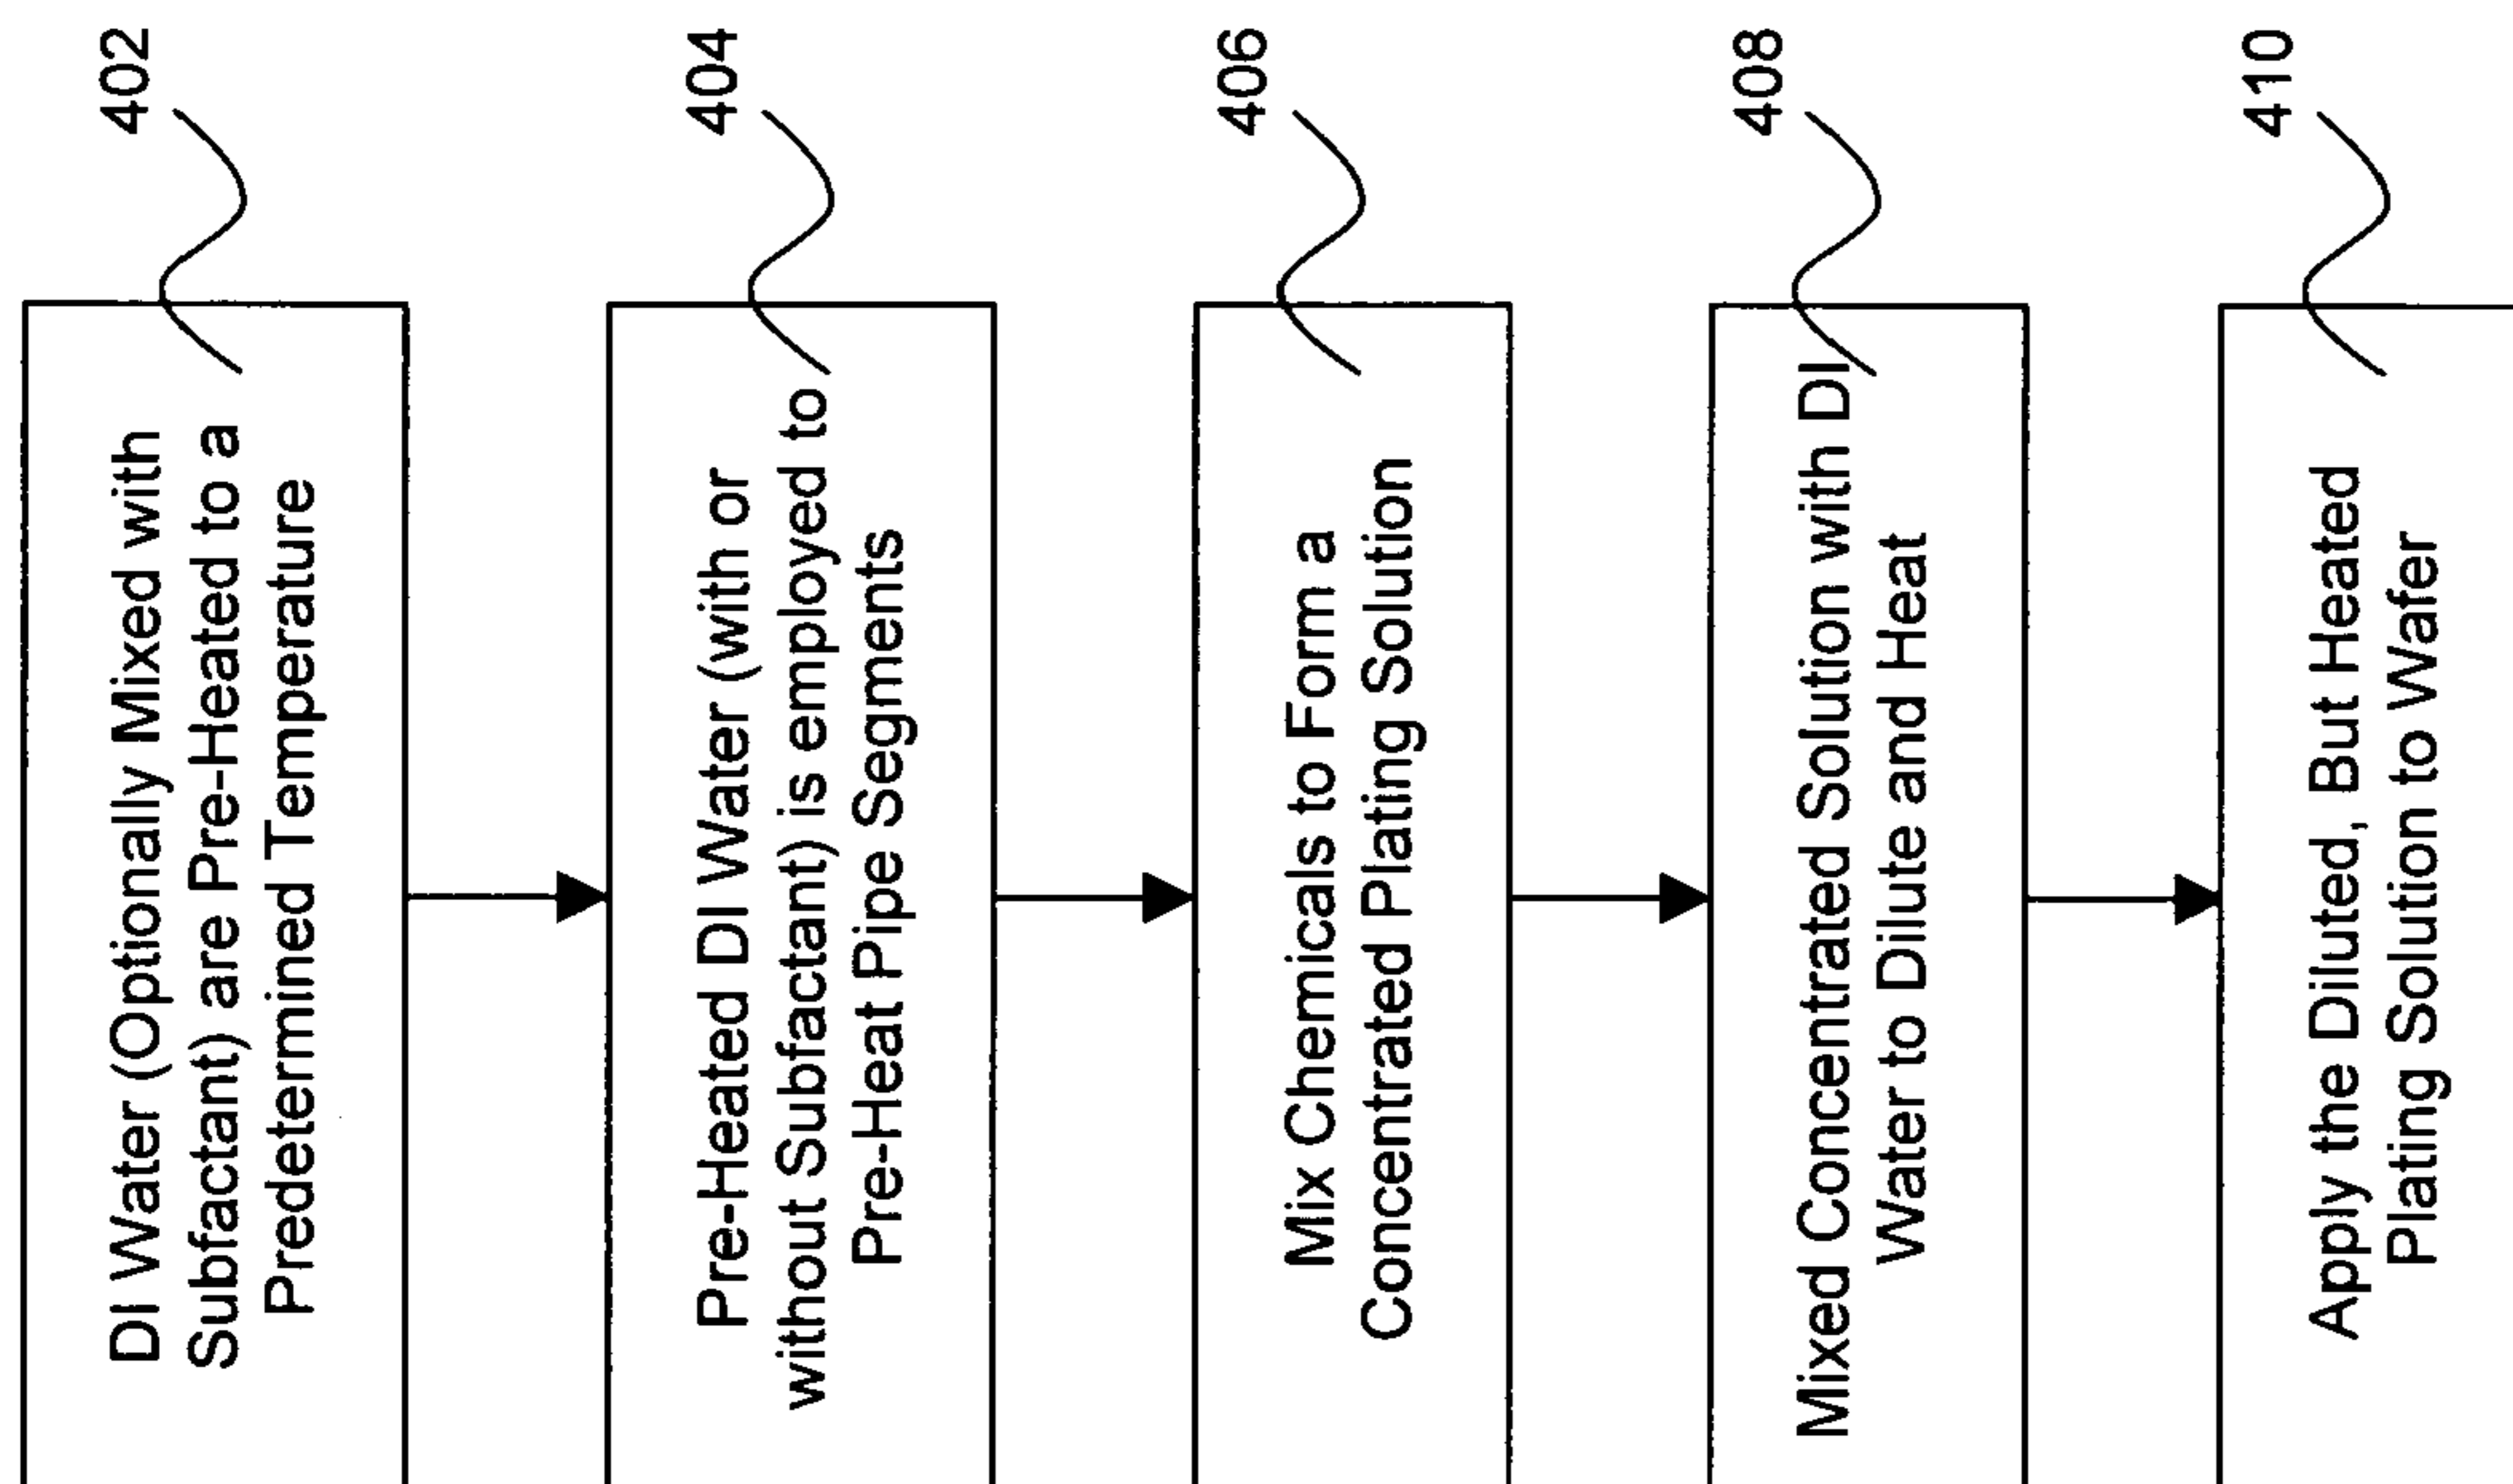 402
DI Water (Optionally Mixed with
Subfactant) are Pre-Heated to a
Predetermined Temperature
404
Pre-Heated DI Water (with or
without Subfactant) is employed to
Pre-Heat Pipe Segments
406
Mix Chemicals to Form a
Concentrated Plating Solution
408
Mixed Concentrated Solution with DI
Water to Dilute and Heat
410
Apply the Diluted, But Heated
Plating Solution to Wafer